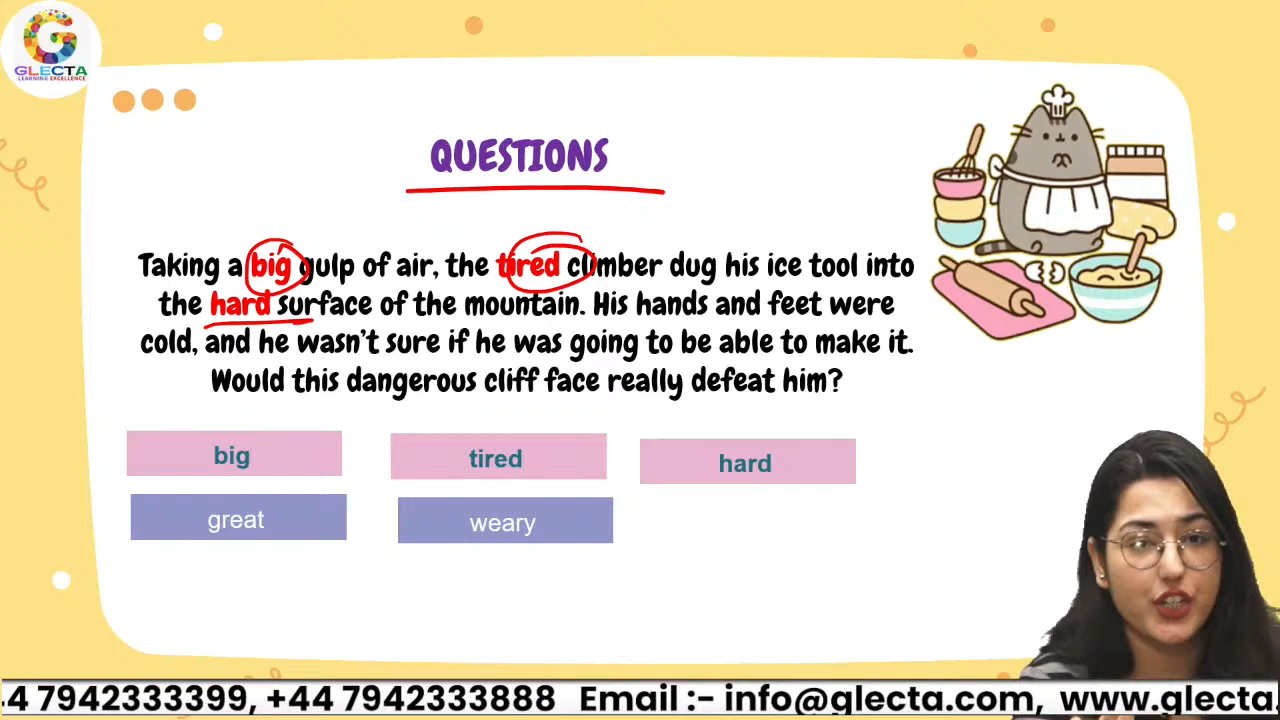 GLECTA
LEARNING EXCELLENCE
QUESTIONS
Taking a big gulp of air, the tired climber dug his ice tool into
the hard surface of the mountain. His hands and feet were
cold, and he wasn't sure if he was going to be able to make it.
Would this dangerous cliff face really defeat him?
big tired hard
great weary
44 7942333399, +44 7942333888 Email :- info@glecta.com, www.glecta.